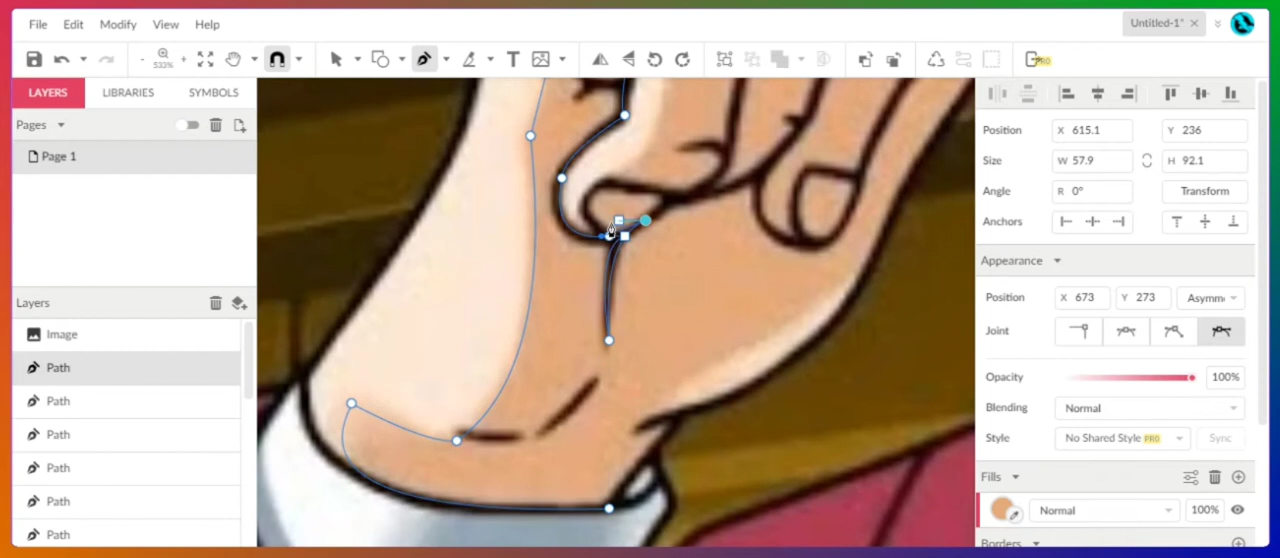 File Edit Modify View Help
Untitled-1*
533%
PRO
LAYERS LIBRARIES SYMBOLS
Pages
Page 1
Layers
Image
Path
Path
Path
Path
Path
Path
Position X 615.1 Y 236
Size W 57.9 H 92.1
Angle R 0° Transform
Anchors
Appearance
Position X 673 Y 273 Asymm
Joint
Opacity 100%
Blending Normal
Style No Shared Style PRO Sync
Fills
Normal 100%
Borders